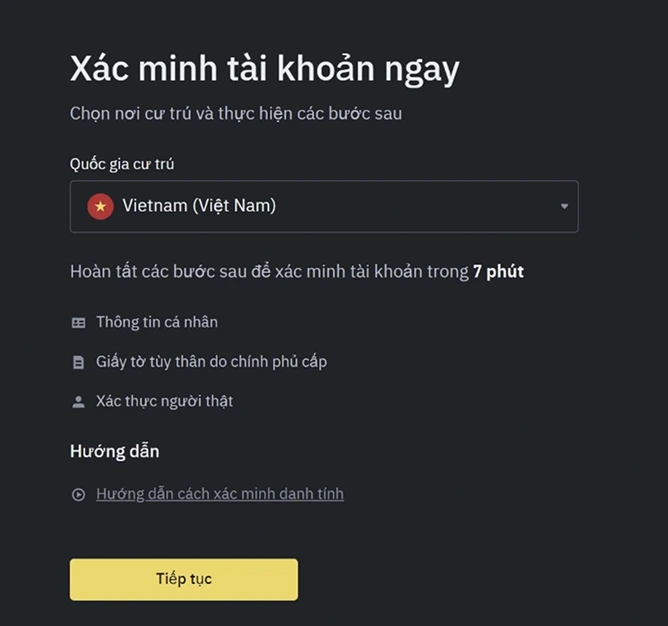 Xác minh tài khoản ngay
Chọn nơi cư trú và thực hiện các bước sau
Quốc gia cư trú
Vietnam (Việt Nam)
Hoàn tất các bước sau để xác minh tài khoản trong 7 phút
Thông tin cá nhân
Giấy tờ tùy thân do chính phủ cấp
Xác thực người thật
Hướng dẫn
Hướng dẫn cách xác minh danh tính
Tiếp tục